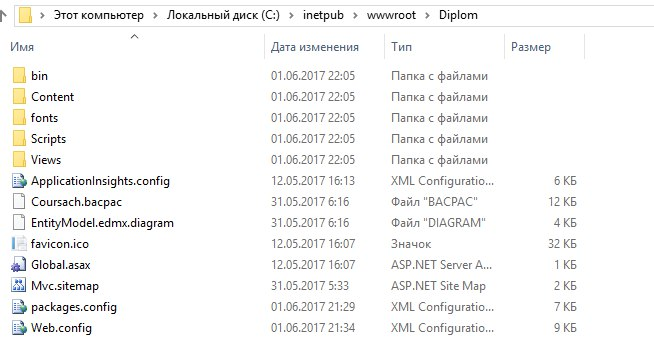 Этот компьютер › Локальный диск (C:) › inetpub › wwwroot › Diplom
Имя Дата изменения Тип Размер
bin 01.06.2017 22:05 Папка с файлами
Content 01.06.2017 22:05 Папка с файлами
fonts 01.06.2017 22:05 Папка с файлами
Scripts 01.06.2017 22:05 Папка с файлами
Views 01.06.2017 22:05 Папка с файлами
ApplicationInsights.config 12.05.2017 16:13 XML Configuratio... 6 КБ
Coursach.bacpac 31.05.2017 6:16 Файл "BACPAC" 12 КБ
EntityModel.edmx.diagram 31.05.2017 6:16 Файл "DIAGRAM" 4 КБ
favicon.ico 12.05.2017 16:07 Значок 32 КБ
Global.asax 12.05.2017 16:07 ASP.NET Server A... 1 КБ
Mvc.sitemap 31.05.2017 5:33 ASP.NET Site Map 2 КБ
packages.config 01.06.2017 21:29 XML Configuratio... 7 КБ
Web.config 01.06.2017 21:34 XML Configuratio... 9 КБ